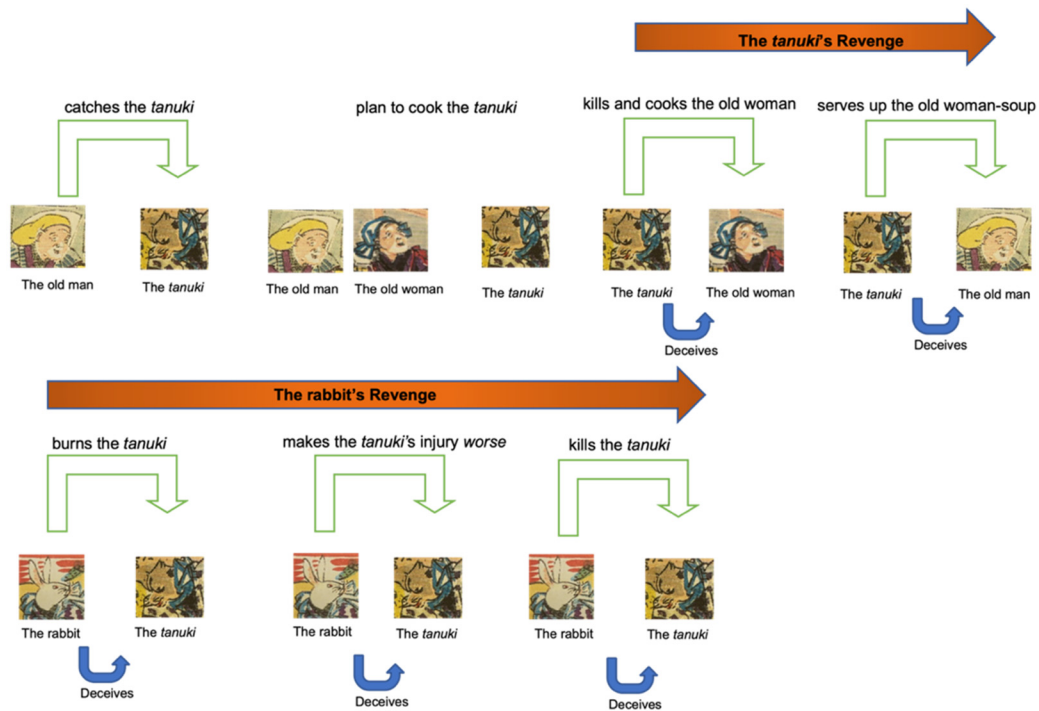 The tanuki's Revenge
catches the tanuki
plan to cook the tanuki
kills and cooks the old woman
serves up the old woman-soup
The old man
The tanuki
The old man
The old woman
The tanuki
The tanuki
The old woman
The tanuki
The old man
Deceives
Deceives
The rabbit's Revenge
burns the tanuki
makes the tanuki's injury worse
kills the tanuki
The rabbit
The tanuki
The rabbit
The tanuki
The rabbit
The tanuki
Deceives
Deceives
Deceives